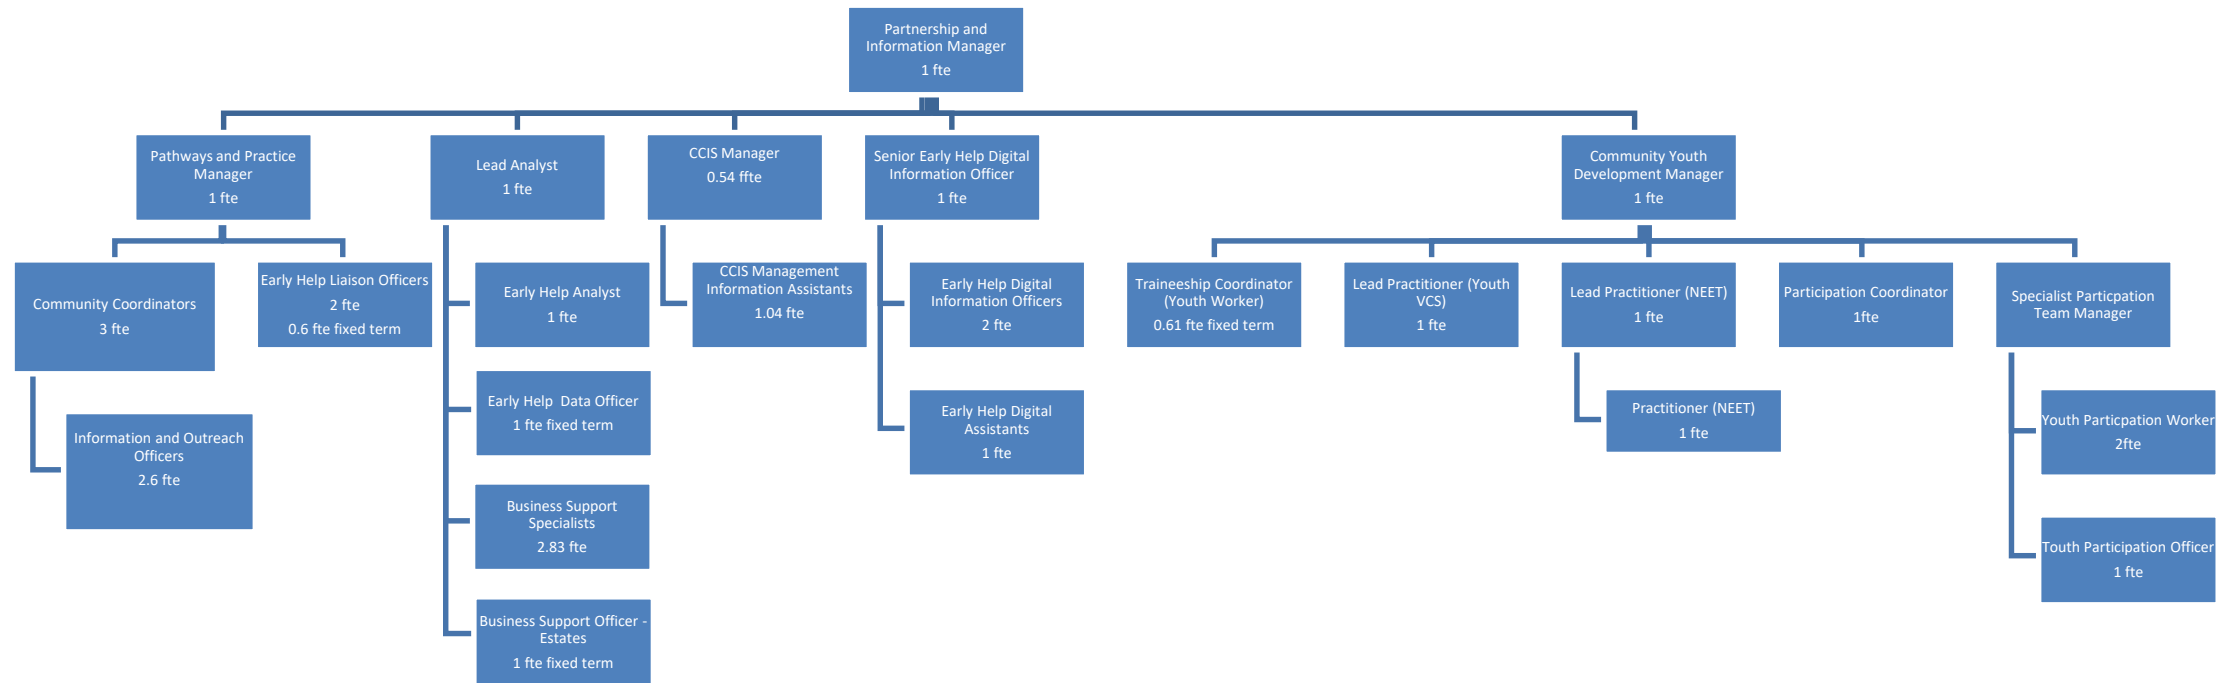 Partnership and
Information Manager
1 fte
Pathways and Practice
Manager
1 fte
Lead Analyst
1 fte
CCIS Manager
0.54 ffte
Senior Early Help Digital
Information Officer
1 fte
Community Youth
Development Manager
1 fte
Community Coordinators
3 fte
Early Help Liaison Officers
2 fte
0.6 fte fixed term
Early Help Analyst
1 fte
CCIS Management
Information Assistants
1.04 fte
Early Help Digital
Information Officers
2 fte
Traineeship Coordinator
(Youth Worker)
0.61 fte fixed term
Lead Practitioner (Youth
VCS)
1 fte
Lead Practitioner (NEET)
1 fte
Participation Coordinator
1fte
Specialist Particpation
Team Manager
Information and Outreach
Officers
2.6 fte
Early Help  Data Officer
1 fte fixed term
Early Help Digital
Assistants
1 fte
Practitioner (NEET)
1 fte
Youth Particpation Worker
2fte
Business Support
Specialists
2.83 fte
Touth Participation Officer
1 fte
Business Support Officer -
Estates
1 fte fixed term